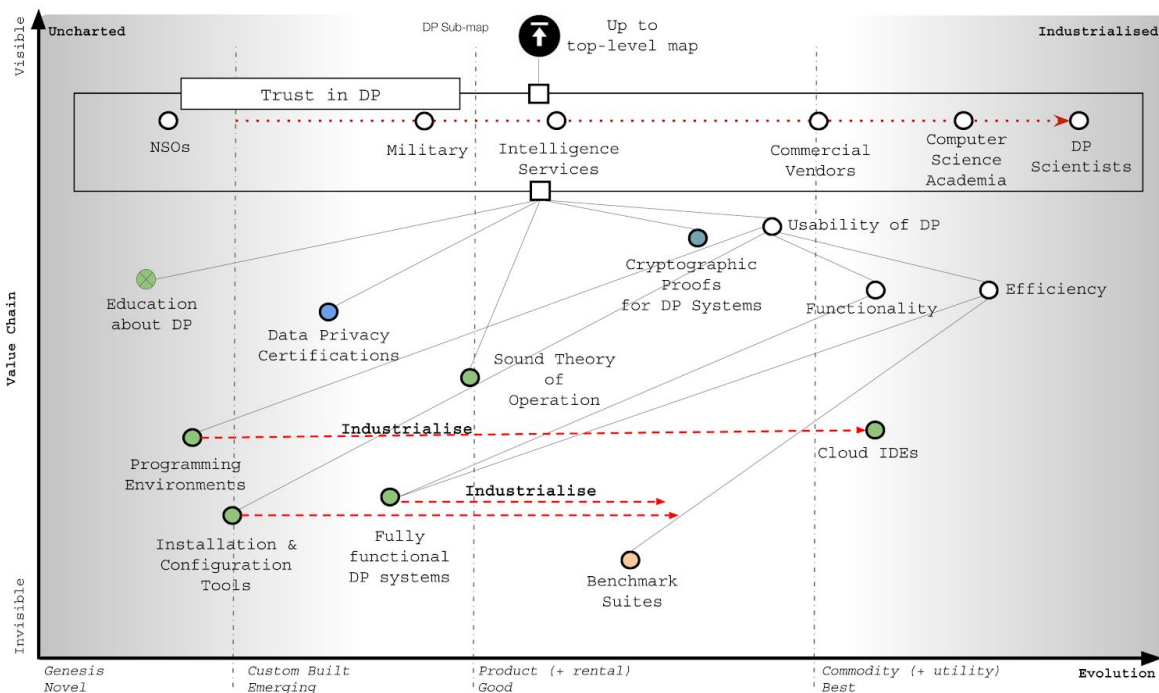 Visible
Uncharted
DP Sub-map
Up to
top-level map
Industrialised
Trust in DP
NSOs
Military
Intelligence
Services
Commercial
Vendors
Computer
Science
Academia
DP
Scientists
Usability of DP
Cryptographic
Proofs
for DP Systems
Education
about DP
Functionality
Efficiency
Data Privacy
Certifications
Value Chain
Sound Theory
of
Operation
Industrialise
Programming
Environments
Cloud IDEs
Industrialise
Installation &
Configuration
Tools
Fully
functional
DP systems
Benchmark
Suites
Invisible
Genesis
Novel
Custom Built
Emerging
Product (+ rental)
Good
Commodity (+ utility)
Best
Evolution